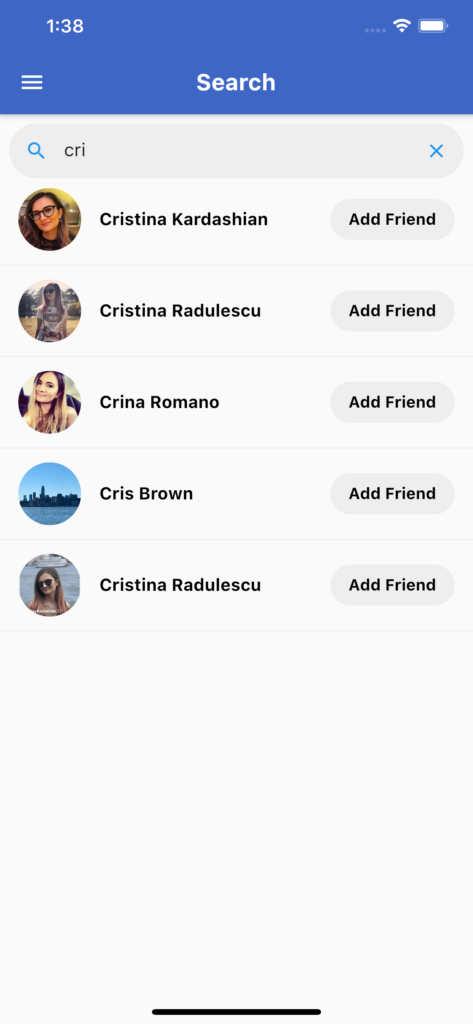 1:38
Search
cri
Cristina Kardashian
Add Friend
Cristina Radulescu
Add Friend
Crina Romano
Add Friend
Cris Brown
Add Friend
Cristina Radulescu
Add Friend